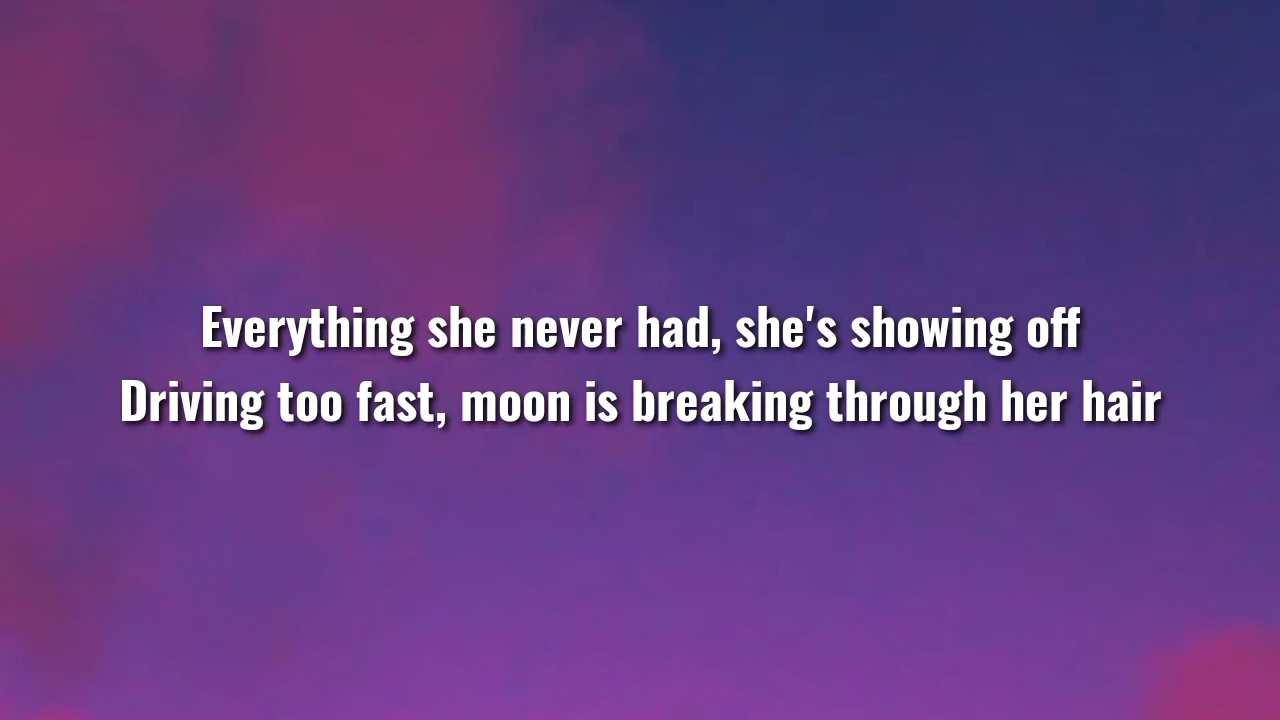 Everything she never had, she's showing off
Driving too fast, moon is breaking through her hair